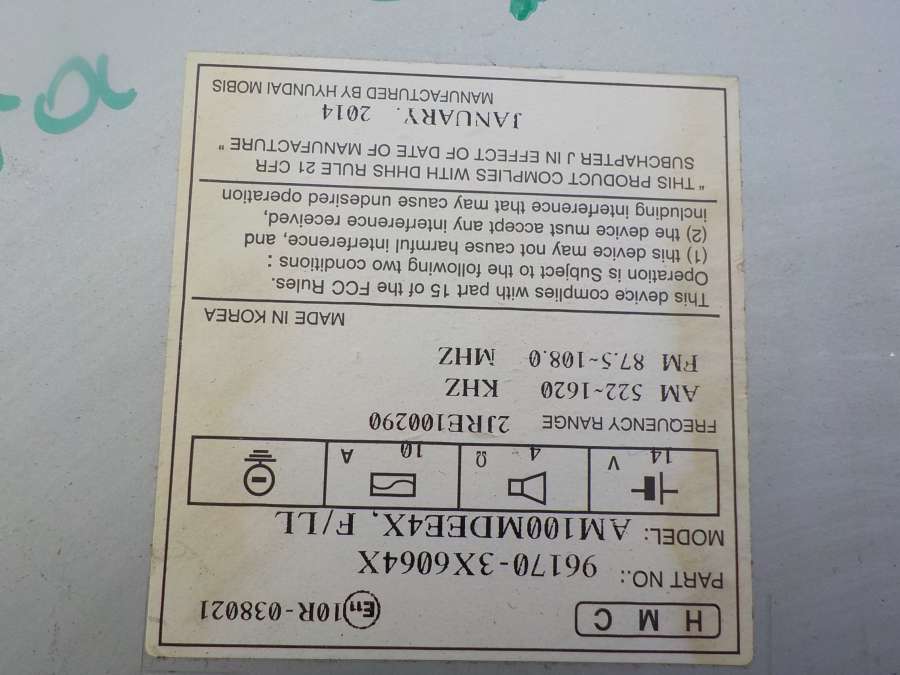 HMC E11 10R-038021
PART NO.: 96170-3X6064X
MODEL: AM100MDEE4X, F/LL
14 V 4 Ω 10 A
FREQUENCY RANGE 2JRE100290
AM 522~1620 KHZ
FM 87.5~108.0 MHZ
MADE IN KOREA
This device complies with part 15 of the FCC Rules.
Operation is Subject to the following two conditions :
(1) this device may not cause harmful interference, and
(2) the device must accept any interference received,
including interference that may cause undesired operation
" THIS PRODUCT COMPLIES WITH DHHS RULE 21 CFR
SUBCHAPTER J IN EFFECT OF DATE OF MANUFACTURE "
JANUARY. 2014
MANUFACTURED BY HYUNDAI MOBIS